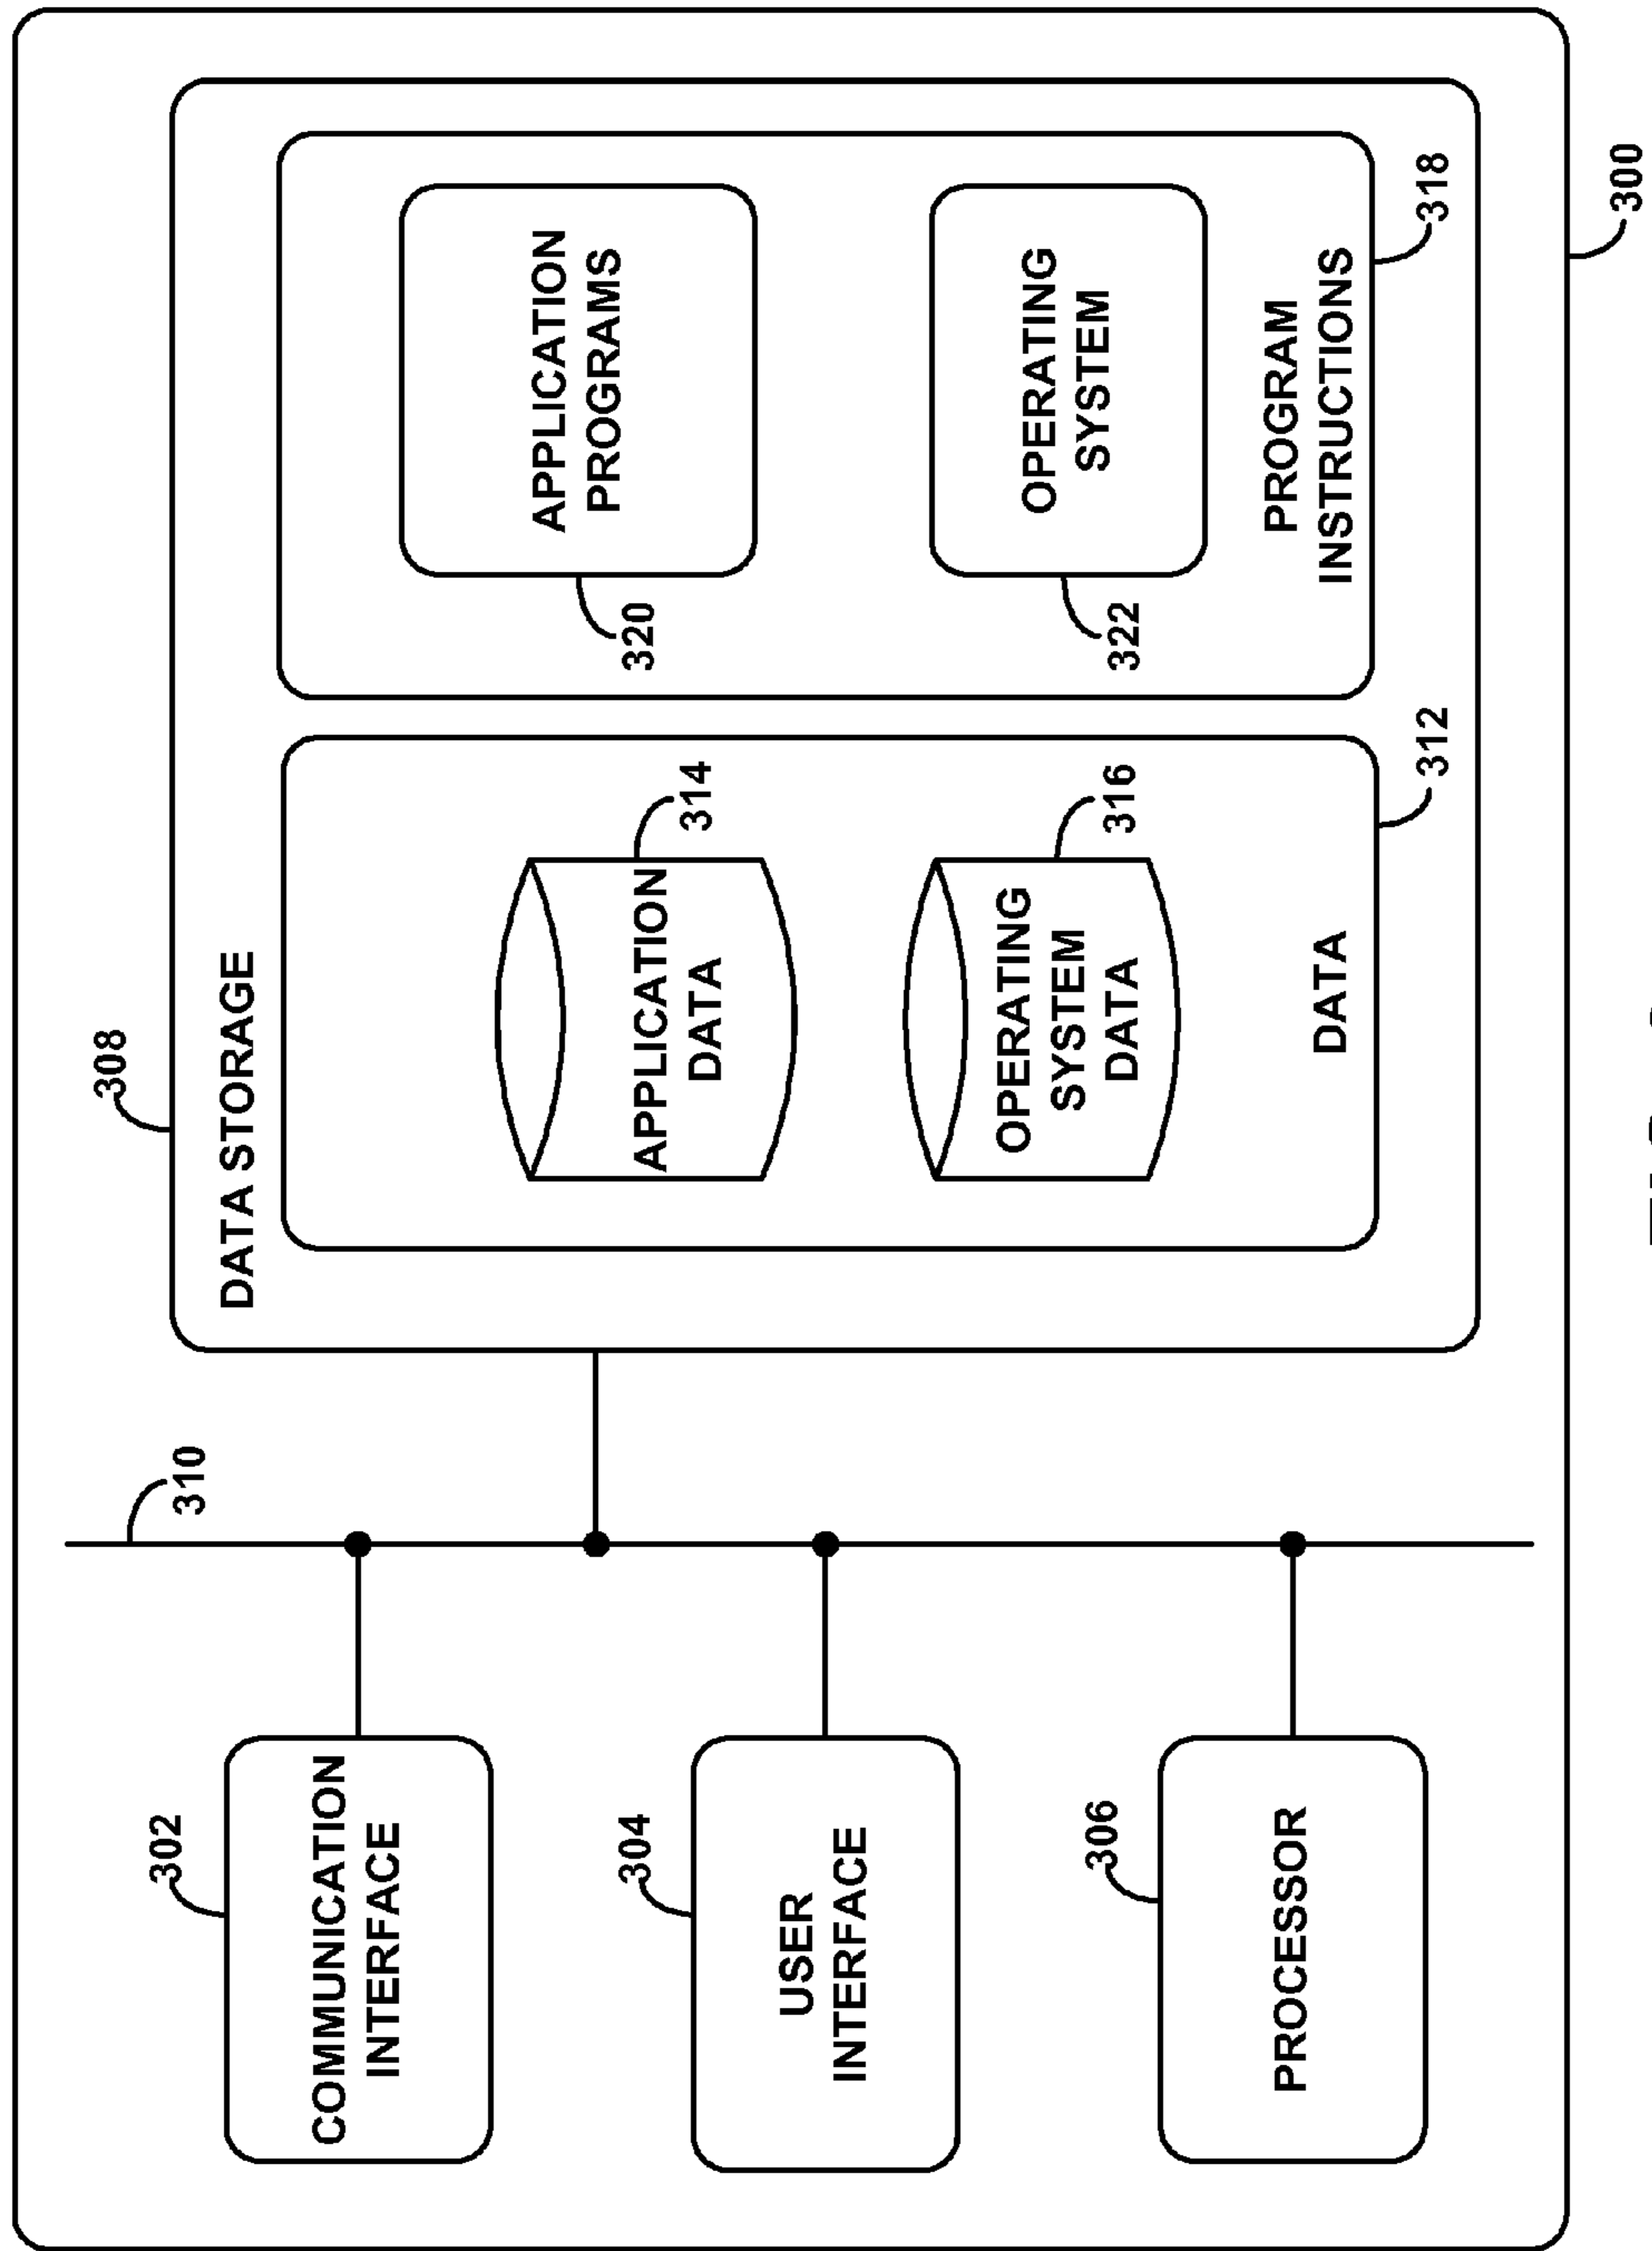 302
COMMUNICATION
INTERFACE
304
USER
INTERFACE
306
PROCESSOR
310
308
DATA STORAGE
APPLICATION
DATA
314
OPERATING
SYSTEM
DATA
316
DATA
312
APPLICATION
PROGRAMS
320
OPERATING
SYSTEM
322
PROGRAM
INSTRUCTIONS
318
300